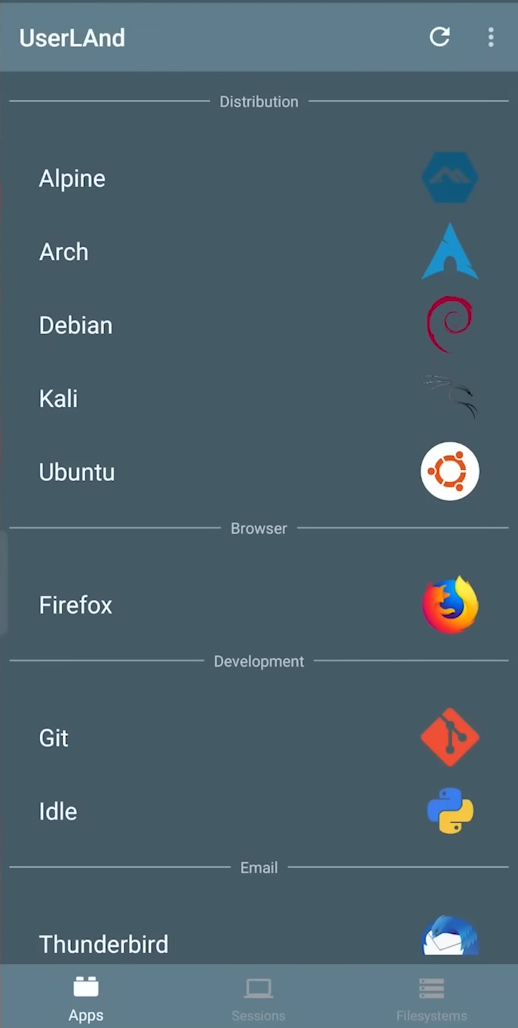 UserLAnd
Distribution
Alpine
Arch
Debian
Kali
Ubuntu
Browser
Firefox
Development
Git
Idle
Email
Thunderbird
Apps
Sessions
Filesystems